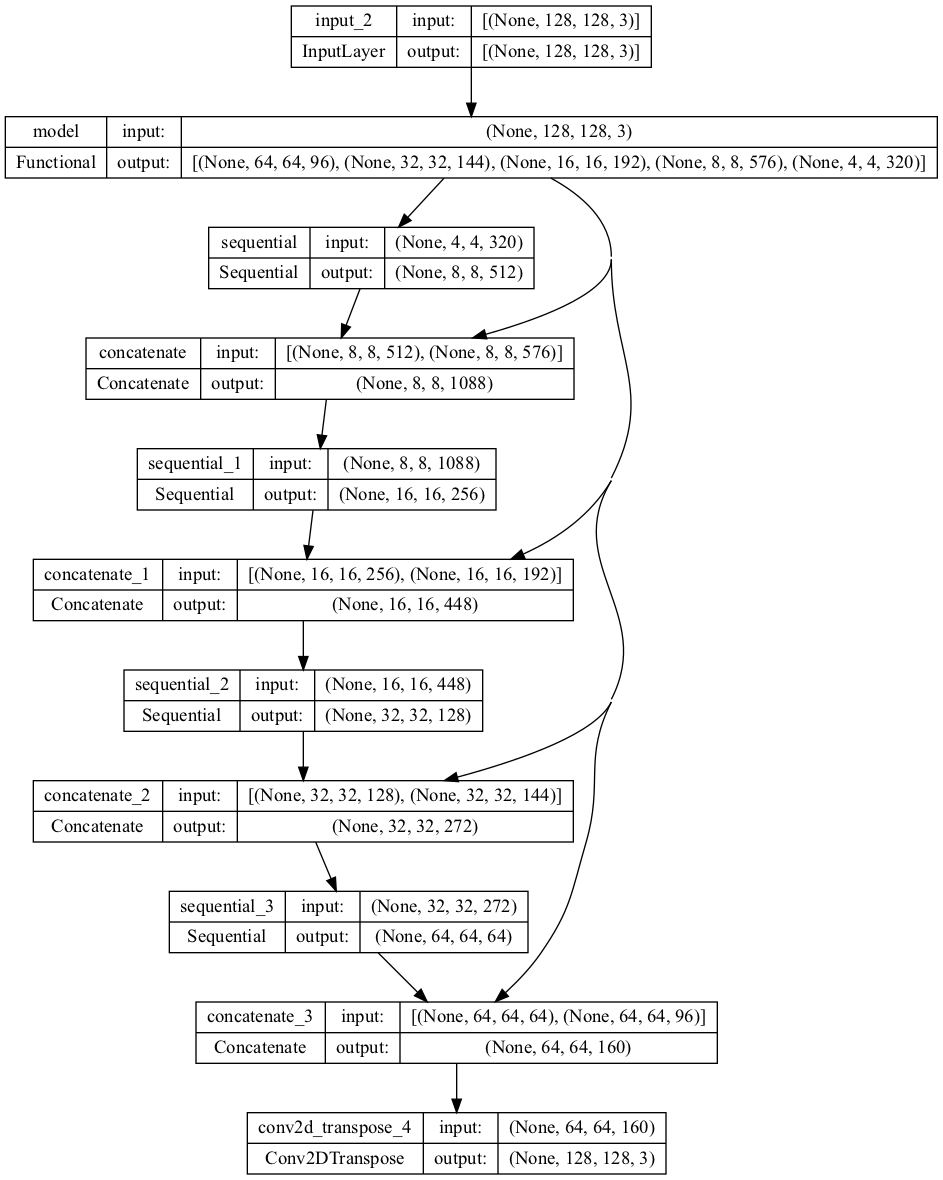 input_2 input: [(None, 128, 128, 3)]
InputLayer output: [(None, 128, 128, 3)]
model input: (None, 128, 128, 3)
Functional output: [(None, 64, 64, 96), (None, 32, 32, 144), (None, 16, 16, 192), (None, 8, 8, 576), (None, 4, 4, 320)]
sequential input: (None, 4, 4, 320)
Sequential output: (None, 8, 8, 512)
concatenate input: [(None, 8, 8, 512), (None, 8, 8, 576)]
Concatenate output: (None, 8, 8, 1088)
sequential_1 input: (None, 8, 8, 1088)
Sequential output: (None, 16, 16, 256)
concatenate_1 input: [(None, 16, 16, 256), (None, 16, 16, 192)]
Concatenate output: (None, 16, 16, 448)
sequential_2 input: (None, 16, 16, 448)
Sequential output: (None, 32, 32, 128)
concatenate_2 input: [(None, 32, 32, 128), (None, 32, 32, 144)]
Concatenate output: (None, 32, 32, 272)
sequential_3 input: (None, 32, 32, 272)
Sequential output: (None, 64, 64, 64)
concatenate_3 input: [(None, 64, 64, 64), (None, 64, 64, 96)]
Concatenate output: (None, 64, 64, 160)
conv2d_transpose_4 input: (None, 64, 64, 160)
Conv2DTranspose output: (None, 128, 128, 3)